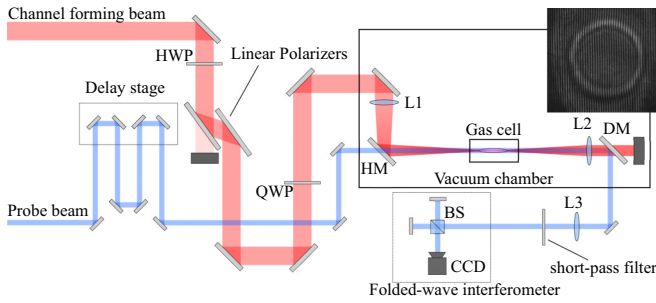 Channel forming beam
HWP
Linear Polarizers
Delay stage
L1
Gas cell
L2
DM
HM
Vacuum chamber
QWP
Probe beam
BS
L3
CCD
short-pass filter
Folded-wave interferometer